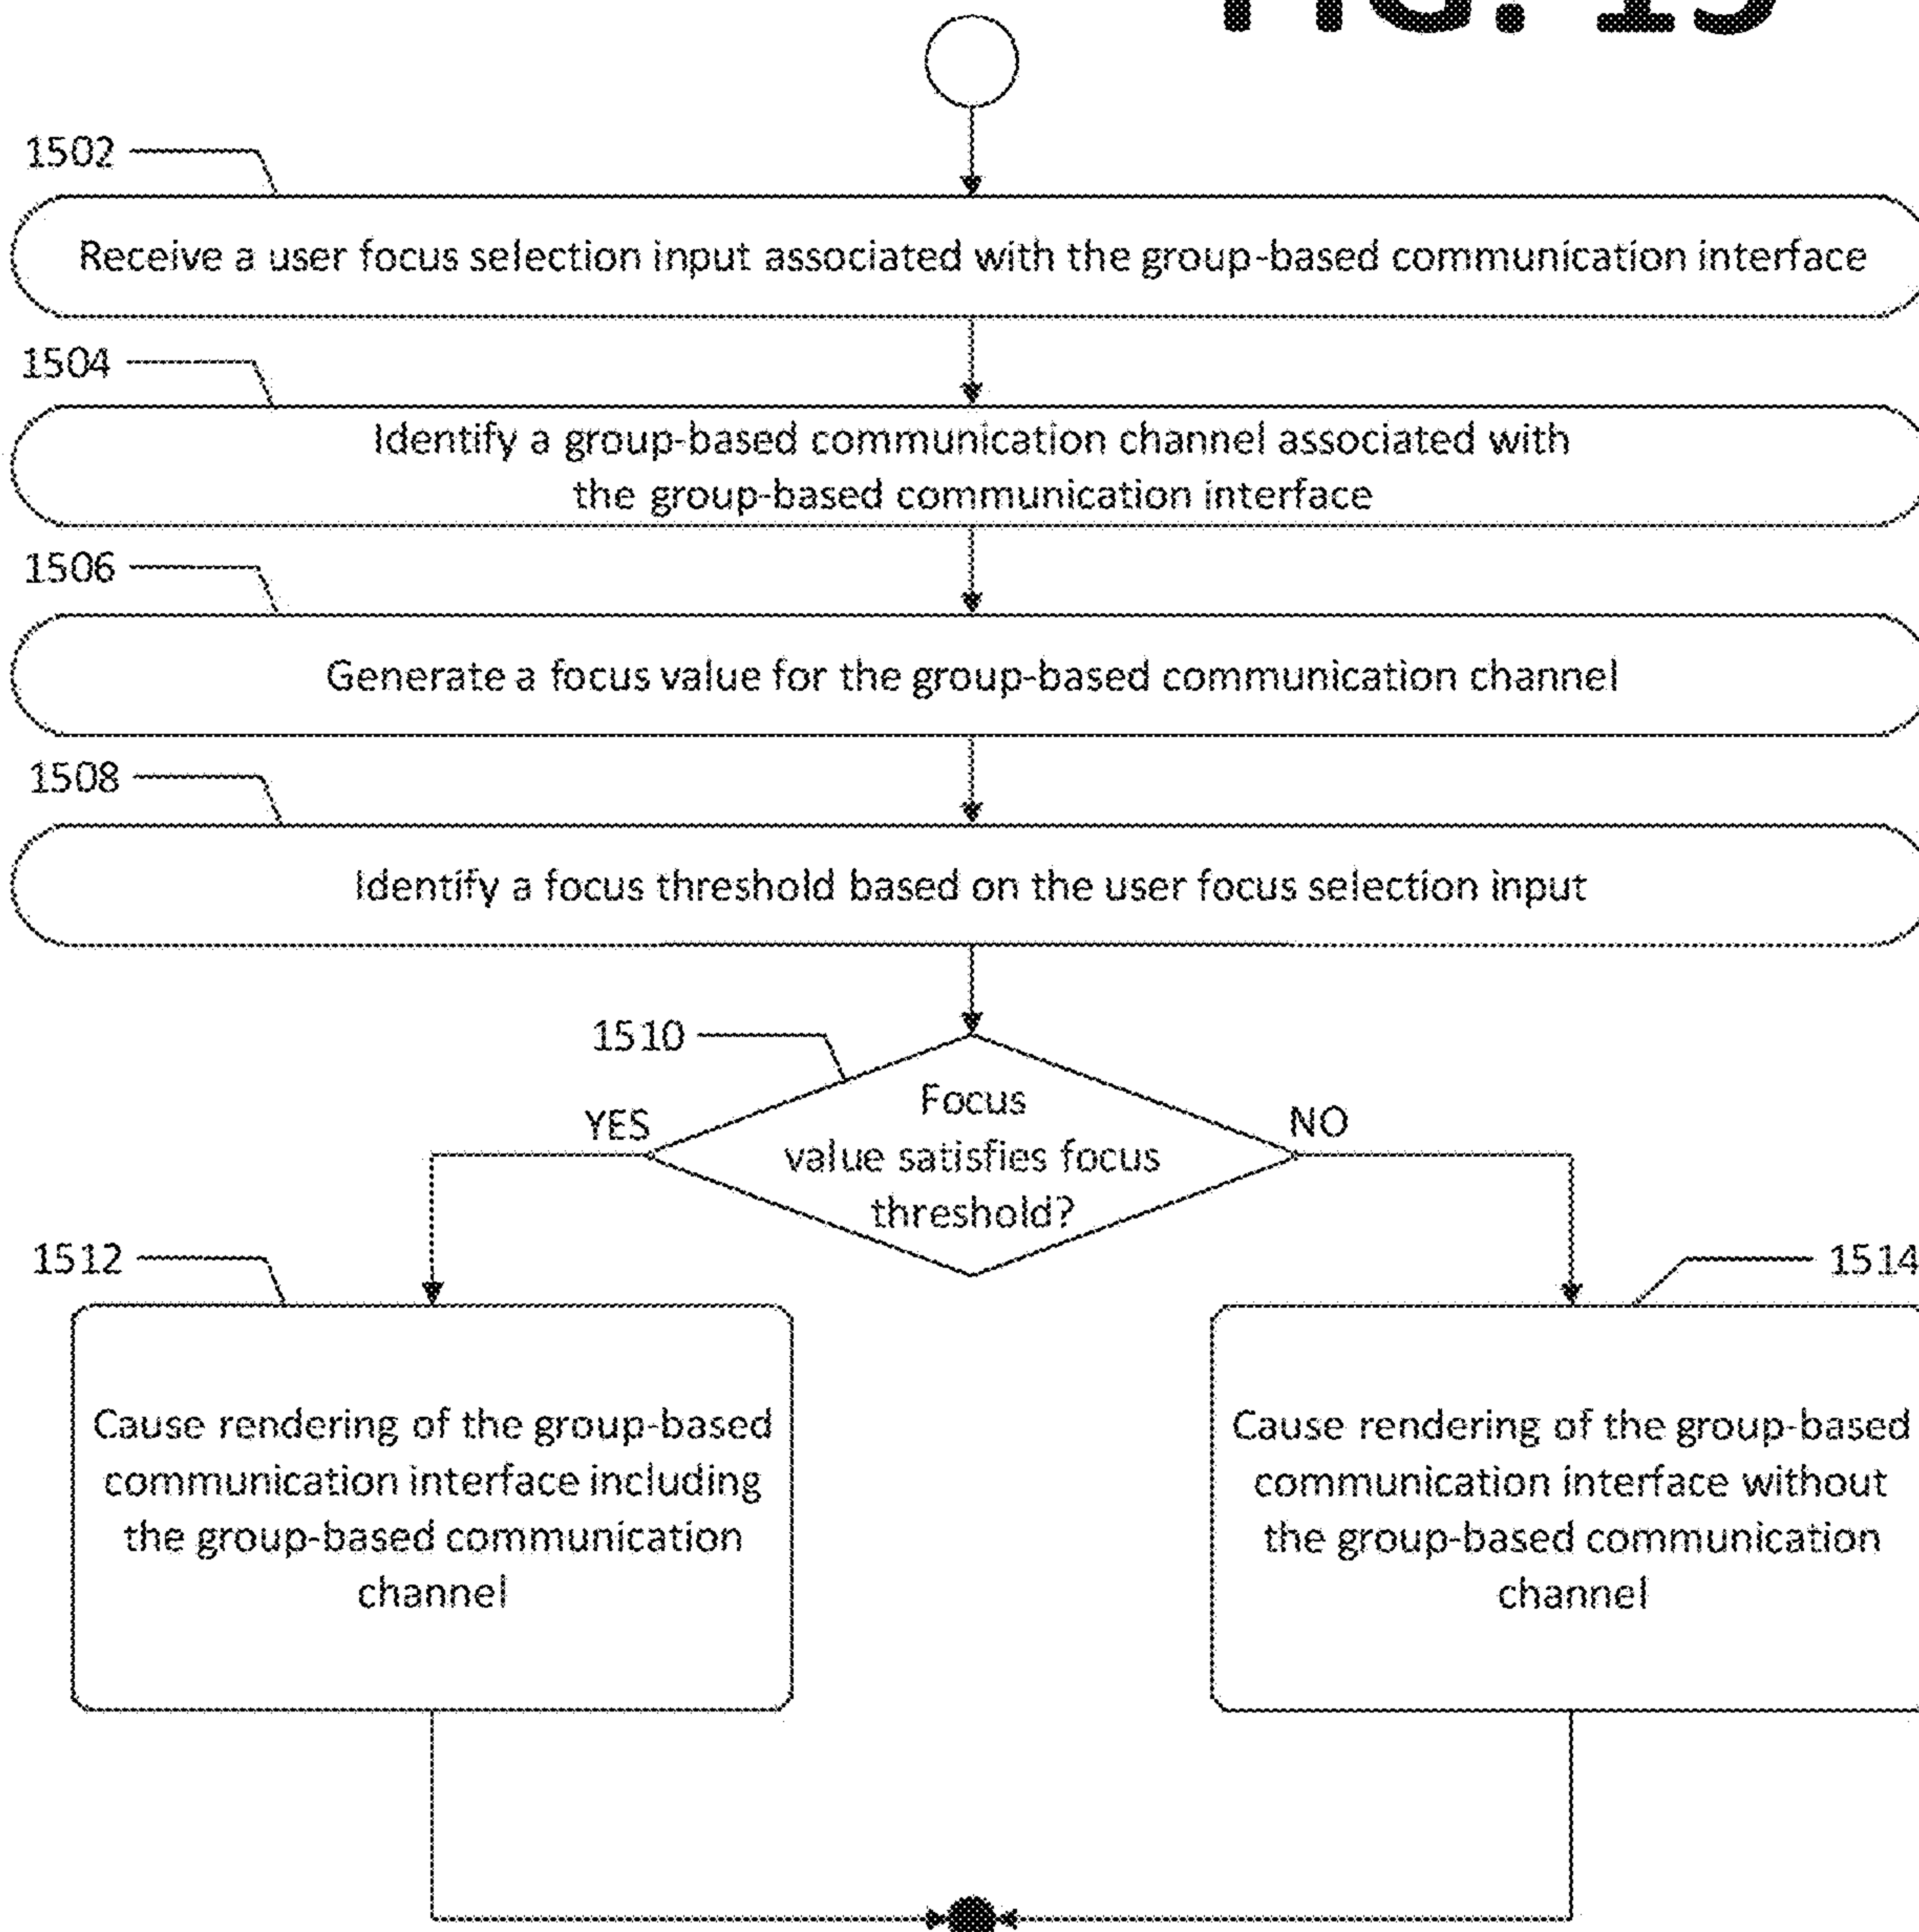 FIG. 15
1502
Receive a user focus selection input associated with the group-based communication interface
1504
Identify a group-based communication channel associated with
the group-based communication interface
1506
Generate a focus value for the group-based communication channel
1508
Identify a focus threshold based on the user focus selection input
1510
Focus
value satisfies focus
threshold?
YES
NO
1512
1514
Cause rendering of the group-based
communication interface including
the group-based communication
channel
Cause rendering of the group-based
communication interface without
the group-based communication
channel